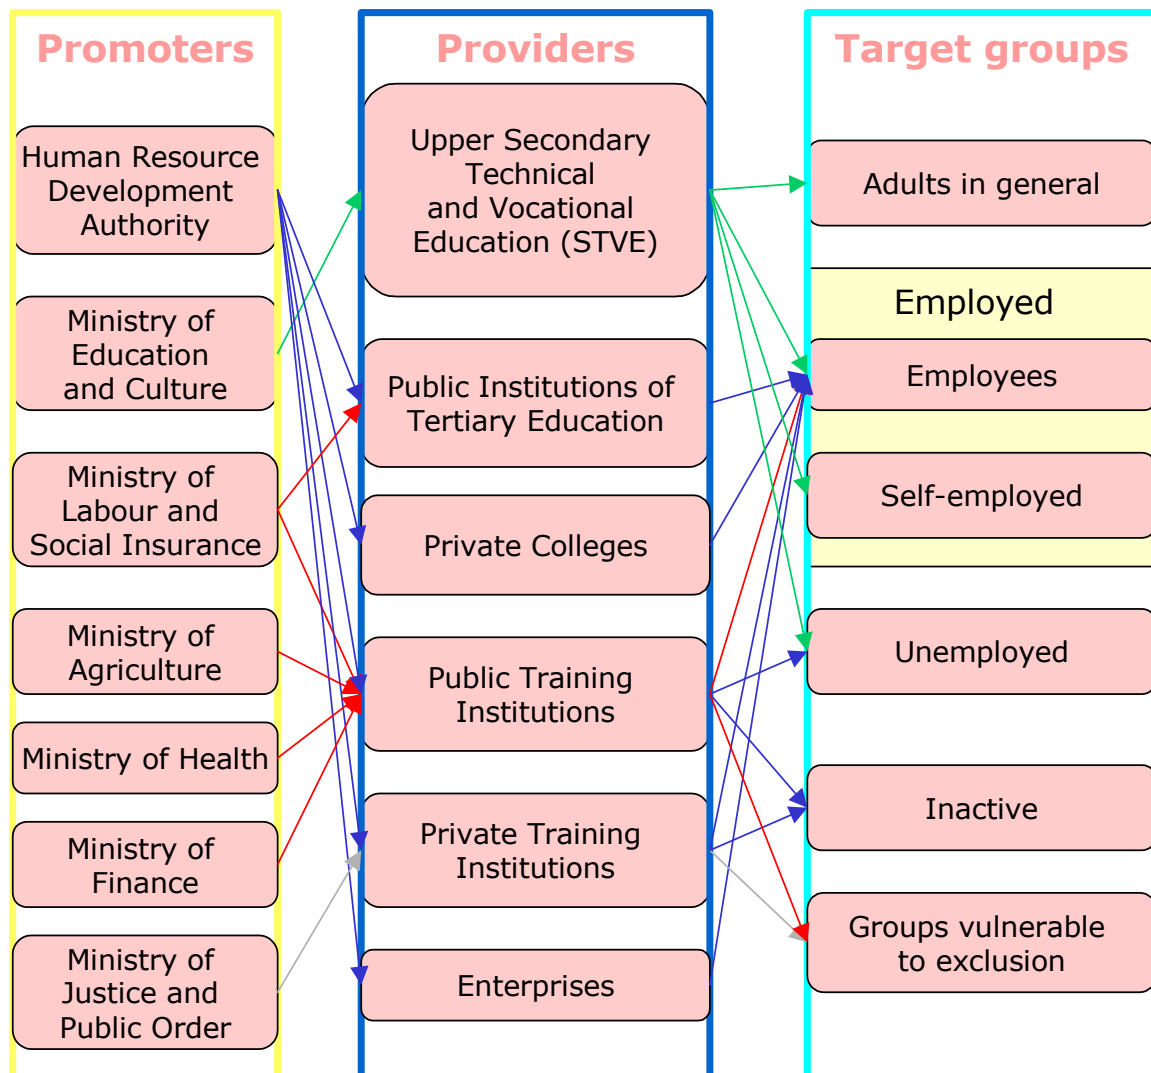 Promoters
Human Resource
Development
Authority
Ministry of
Education
and Culture
Ministry of
Labour and
Social Insurance
Ministry of
Agriculture
Ministry of Health
Ministry of
Finance
Ministry of
Justice and
Public Order
Providers
Upper Secondary
Technical
and Vocational
Education (STVE)
Public Institutions of
Tertiary Education
Private Colleges
Public Training
Institutions
Private Training
Institutions
Enterprises
Target groups
Adults in general
Employed
Employees
Self-employed
Unemployed
Inactive
Groups vulnerable
to exclusion